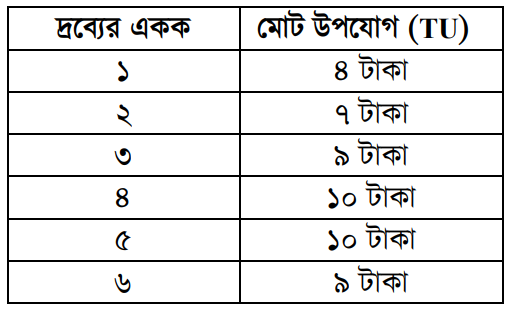 দ্রব্যের একক মোট উপযোগ (TU)
১ ৪ টাকা
২ ৭ টাকা
৩ ৯ টাকা
৪ ১০ টাকা
৫ ১০ টাকা
৬ ৯ টাকা